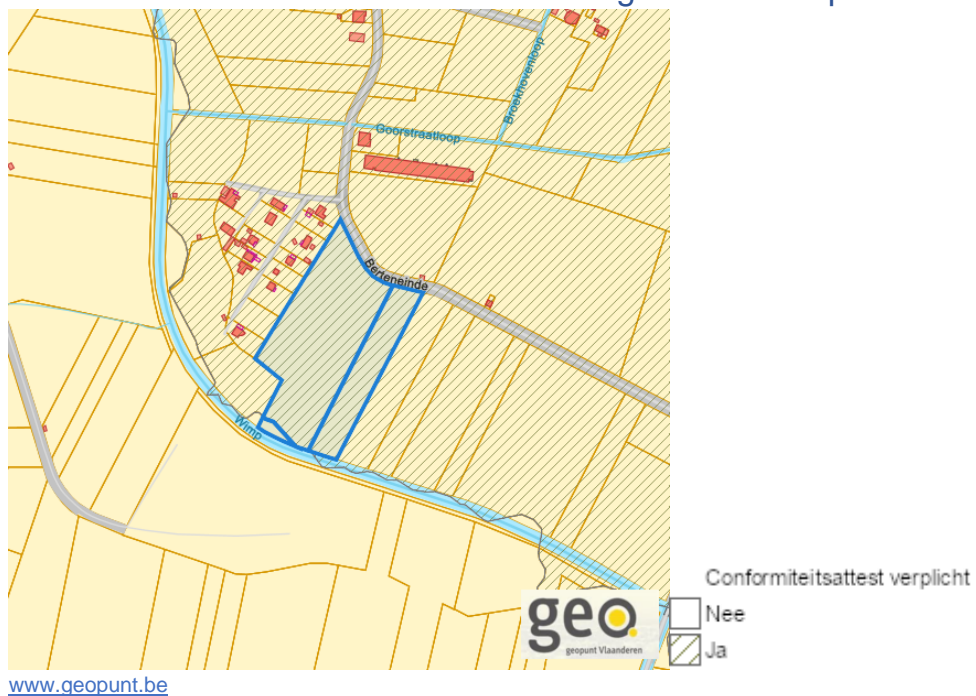 Broekhovenloop
Goorstraatloop
Berteneinde
Wimp
geo
geopunt Vlaanderen
Conformiteitsattest verplicht
Nee
Ja
www.geopunt.be